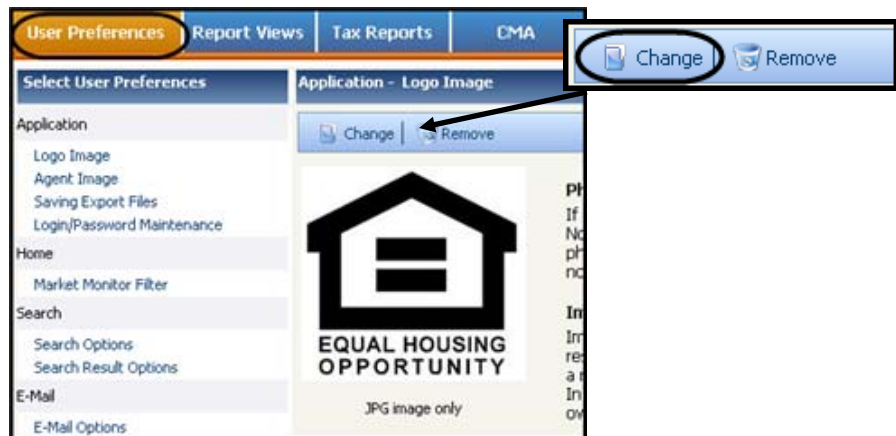 User Preferences Report Views Tax Reports CMA
Change Remove
Select User Preferences
Application
Logo Image
Agent Image
Saving Export Files
Login/Password Maintenance
Home
Market Monitor Filter
Search
Search Options
Search Result Options
E-Mail
E-Mail Options
Application - Logo Image
Change Remove
EQUAL HOUSING
OPPORTUNITY
JPG image only
If
In